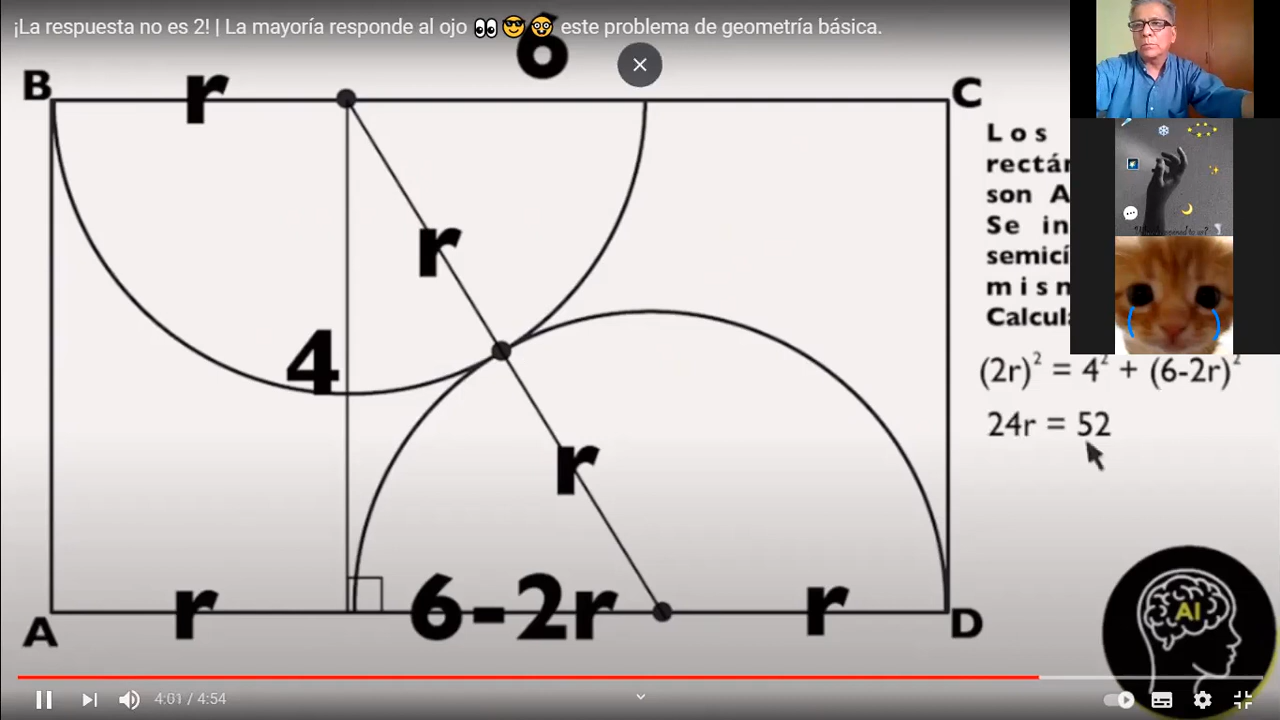 ¡La respuesta no es 2! | La mayoría responde al ojo 👀😎🥸 este problema de geometría básica.
6
B
r
C
Los
rectán
son A
Se in
semicí
mism
Calcula
r
4
(2r)² = 4² + (6-2r)²
24r = 52
r
A
r
6-2r
r
D
AI
4:01 / 4:54